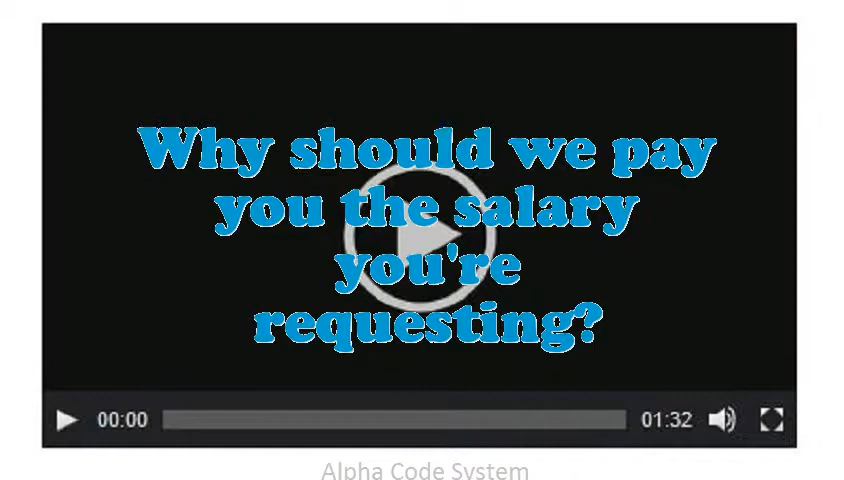 Why should we pay
you the salary
you're
requesting?
00:00 01:32
Alpha Code System